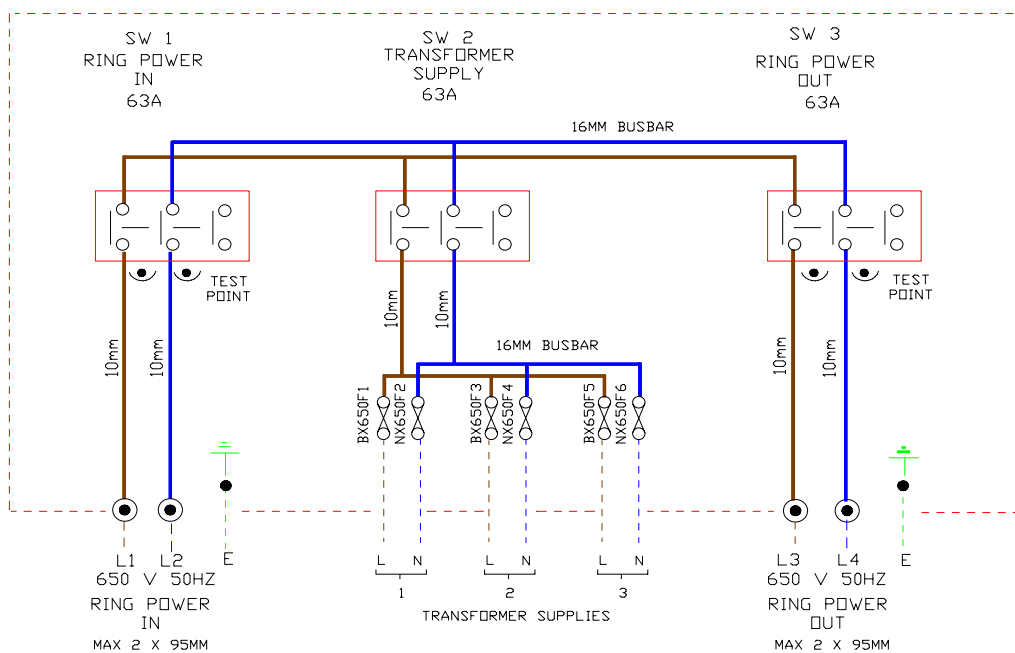 SW 1
RING POWER
IN
63A
SW 2
TRANSFORMER
SUPPLY
63A
SW 3
RING POWER
OUT
63A
16MM BUSBAR
TEST
POINT
TEST
POINT
10mm
10mm
10mm
10mm
10mm
10mm
16MM BUSBAR
BX650F1
NX650F2
BX650F3
NX650F4
BX650F5
NX650F6
L1
L2
E
650 V 50HZ
RING POWER
IN
MAX 2 X 95MM
L
N
L
N
L
N
1
2
3
TRANSFORMER SUPPLIES
L3
L4
E
650 V 50HZ
RING POWER
OUT
MAX 2 X 95MM